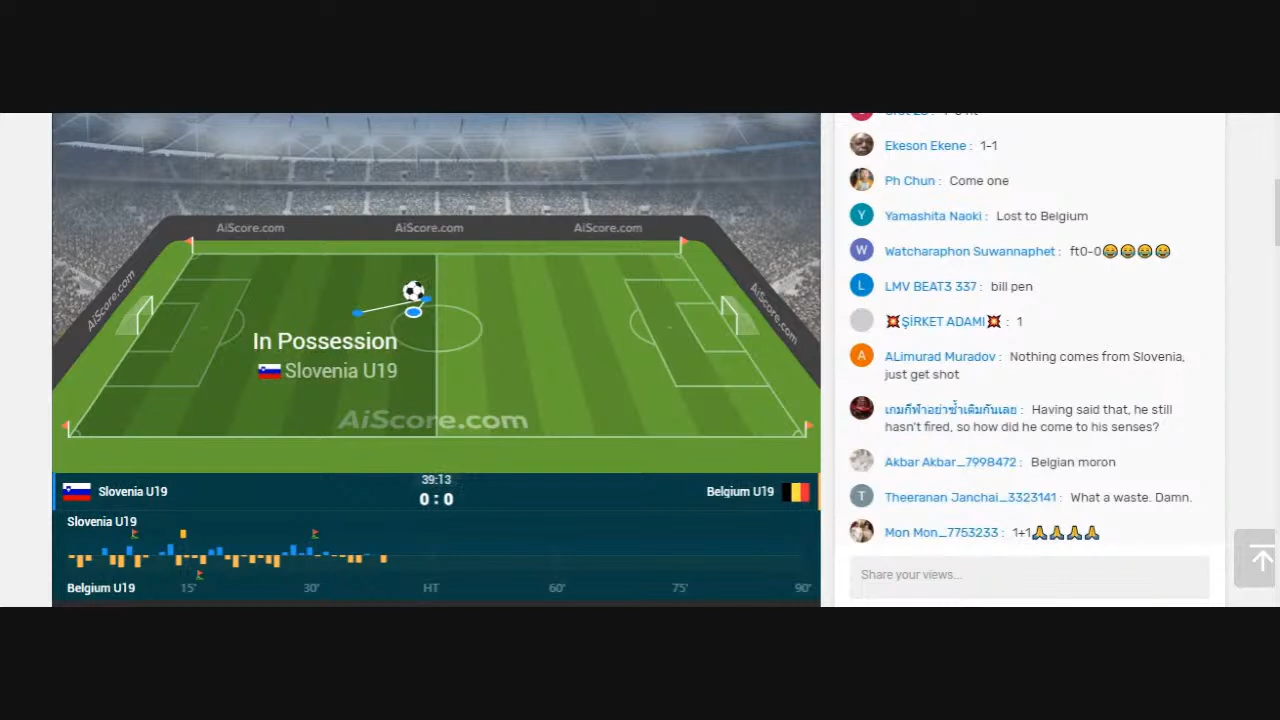 Ekeson Ekene : 1-1
Ph Chun : Come one
AiScore.com AiScore.com AiScore.com
Yamashita Naoki : Lost to Belgium
Watcharaphon Suwannaphet : ft0-0😂😂😂😂
AiScore.com AiScore.com
LMV BEAT3 337 : bill pen
💥ŞİRKET ADAMI💥 : 1
In Possession
Slovenia U19
ALimurad Muradov : Nothing comes from Slovenia,
just get shot
เกมกีฬาอย่าซ้ำเติมกันเลย : Having said that, he still
hasn't fired, so how did he come to his senses?
AiScore.com
Akbar Akbar_7998472 : Belgian moron
39:13
Slovenia U19 0 : 0 Belgium U19
Theeranan Janchai_3323141 : What a waste. Damn.
Slovenia U19
Mon Mon_7753233 : 1+1🙏🙏🙏🙏
Share your views...
Belgium U19 15' 30' HT 60' 75' 90'